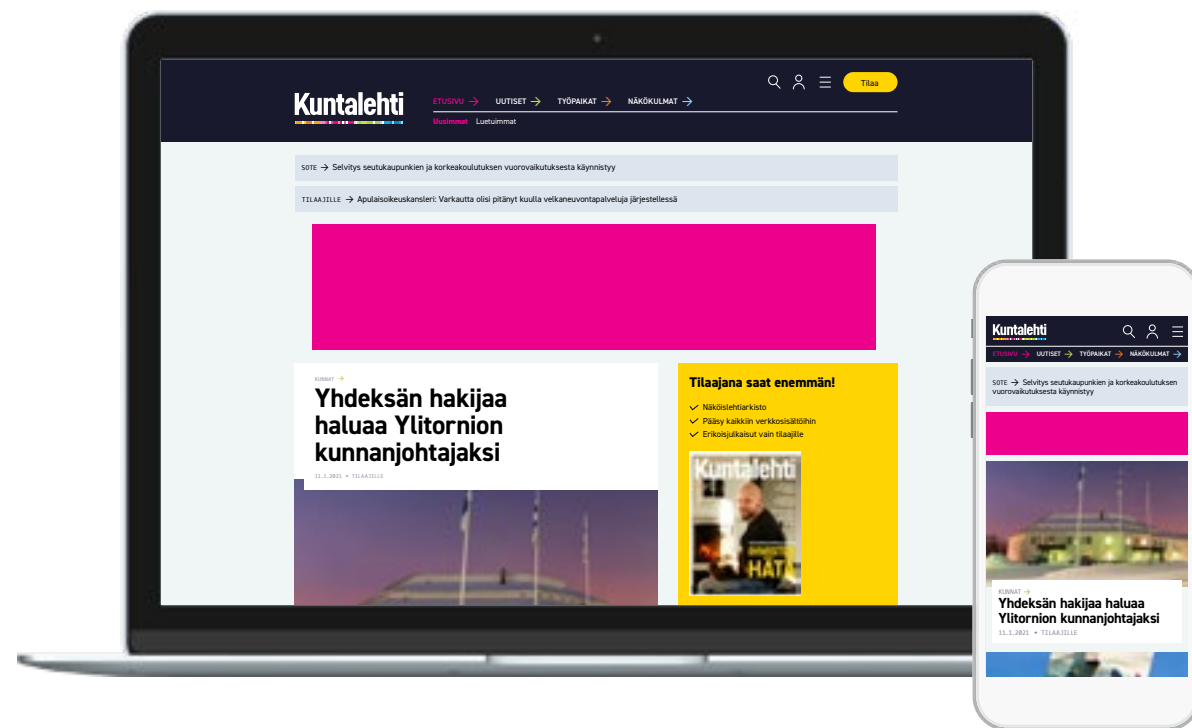 Kuntalehti
ETUSIVU → UUTISET → TYÖPAIKAT → NÄKÖKULMAT →
Tilaa
Uusimmat Luetuimmat
SOTE → Selvitys seutukaupunkien ja korkeakoulutuksen vuorovaikutuksesta käynnistyy
TILAAJILLE → Apulaisoikeuskansleri: Varkautta olisi pitänyt kuulla velkaneuvontapalveluja järjestellessä
KUNNAT →
Yhdeksän hakijaa
haluaa Ylitornion
kunnanjohtajaksi
11.1.2021 • TILAAJILLE
Tilaajana saat enemmän!
Näköislehtiarkisto
Pääsy kaikkiin verkkosisältöihin
Erikoisjulkaisut vain tilaajille
Kuntalehti
HÄTÄ
Kuntalehti
ETUSIVU → UUTISET → TYÖPAIKAT → NÄKÖKULMAT →
SOTE → Selvitys seutukaupunkien ja korkeakoulutuksen
vuorovaikutuksesta käynnistyy
KUNNAT →
Yhdeksän hakijaa haluaa
Ylitornion kunnanjohtajaksi
11.1.2021 • TILAAJILLE